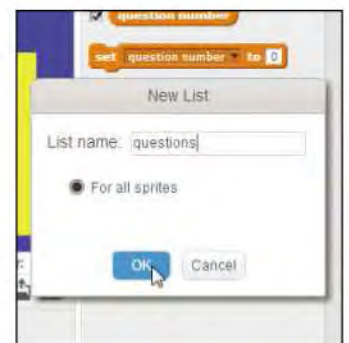 question number
set question number to 0
New List
List name: questions
For all sprites
OK Cancel